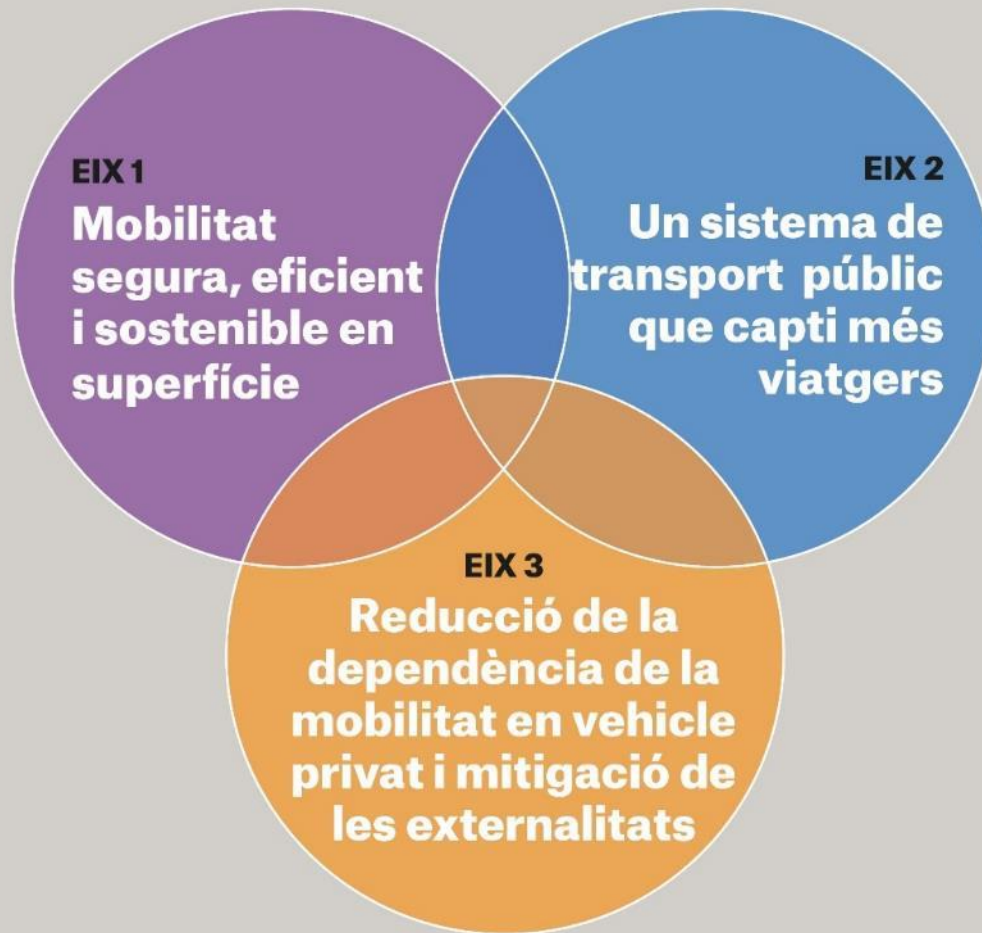 EIX 1
Mobilitat
segura, eficient
i sostenible en
superfície
EIX 2
Un sistema de
transport públic
que capti més
viatgers
EIX 3
Reducció de la
dependència de la
mobilitat en vehicle
privat i mitigació de
les externalitats